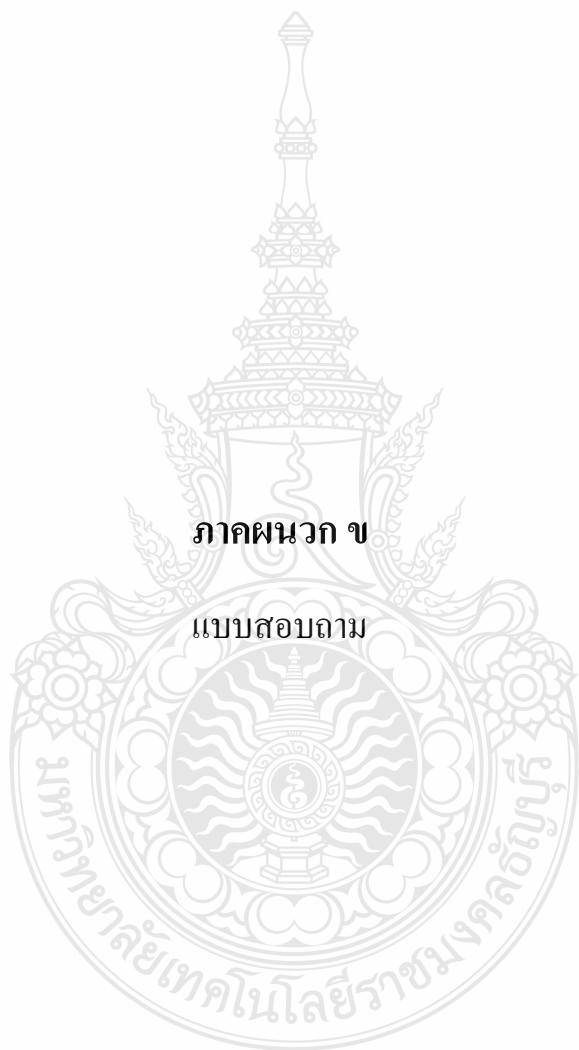 ภาคผนวก ข
แบบสอบถาม
มหาวิทยาลัยเทคโนโลยีราชมงคลธัญบุรี